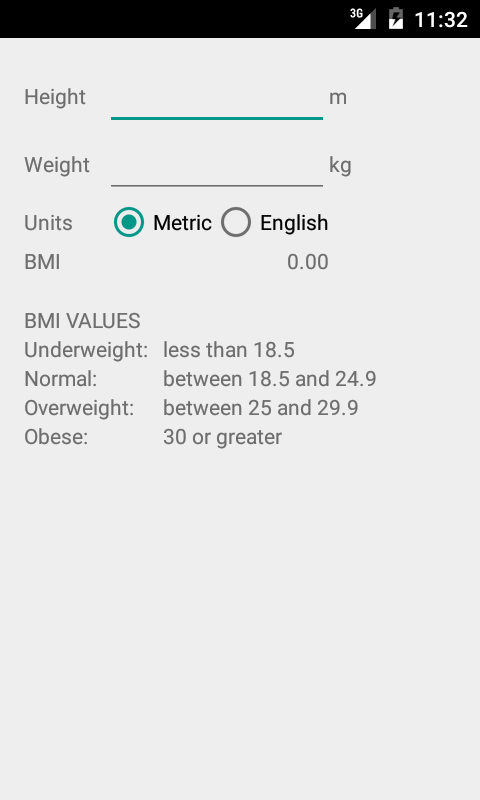 3G 11:32
Height m
Weight kg
Units Metric English
BMI 0.00
BMI VALUES
Underweight: less than 18.5
Normal: between 18.5 and 24.9
Overweight: between 25 and 29.9
Obese: 30 or greater